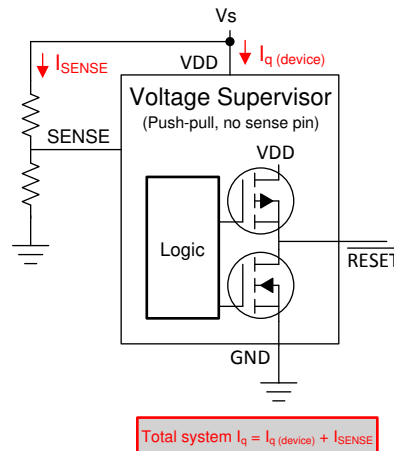 Vs
I SENSE
VDD
Iq (device)
Voltage Supervisor
(Push-pull, no sense pin)
SENSE
VDD
Logic
RESET
GND
Total system Iq = Iq (device) + ISENSE